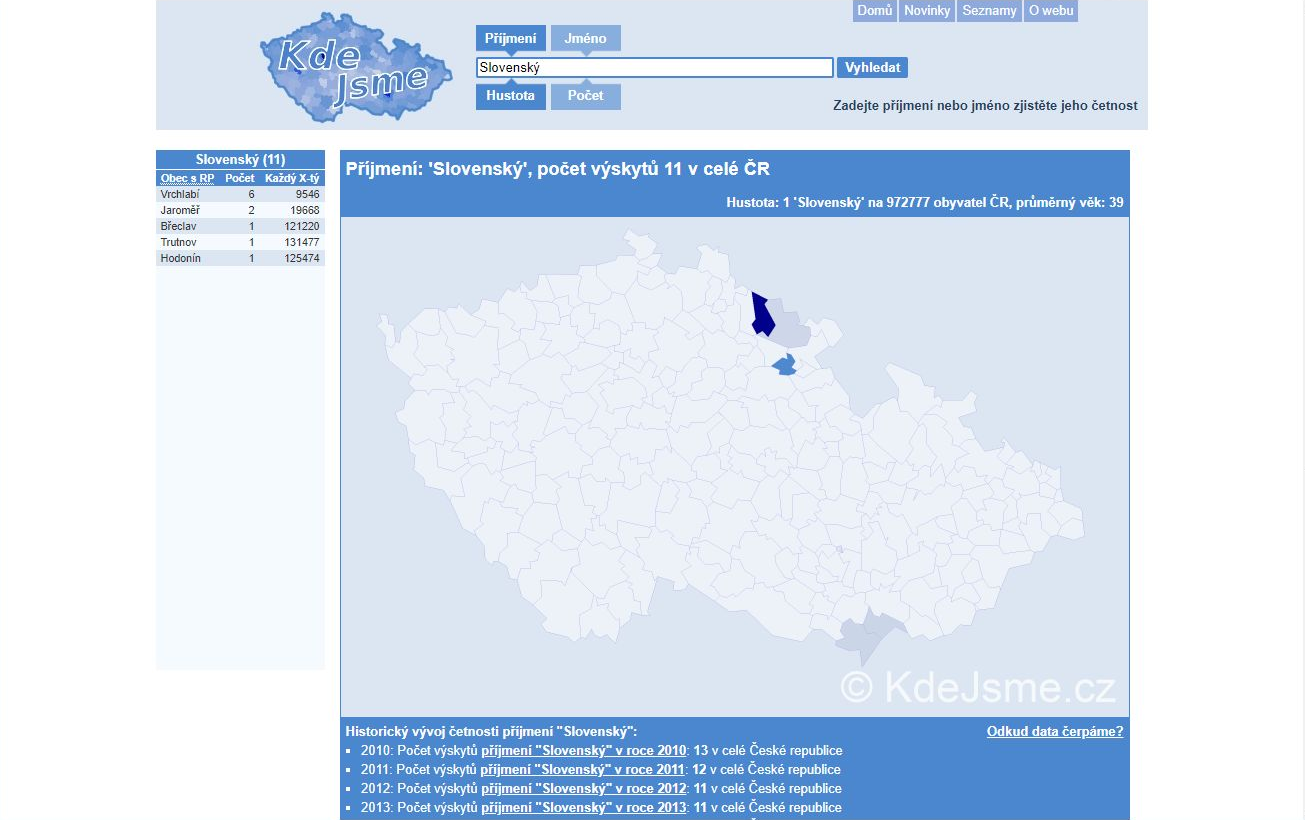 Domů Novinky Seznamy O webu
Kde
Jsme
Příjmení Jméno
Slovenský Vyhledat
Hustota Počet
Zadejte příjmení nebo jméno zjistěte jeho četnost
Slovenský (11)
Obec s RP Počet Každý X-tý
Vrchlabí 6 9546
Jaroměř 2 19668
Břeclav 1 121220
Trutnov 1 131477
Hodonín 1 125474
Příjmení: 'Slovenský', počet výskytů 11 v celé ČR
Hustota: 1 'Slovenský' na 972777 obyvatel ČR, průměrný věk: 39
© KdeJsme.cz
Historický vývoj četnosti příjmení "Slovenský": Odkud data čerpáme?
2010: Počet výskytů příjmení "Slovenský" v roce 2010: 13 v celé České republice
2011: Počet výskytů příjmení "Slovenský" v roce 2011: 12 v celé České republice
2012: Počet výskytů příjmení "Slovenský" v roce 2012: 11 v celé České republice
2013: Počet výskytů příjmení "Slovenský" v roce 2013: 11 v celé České republice